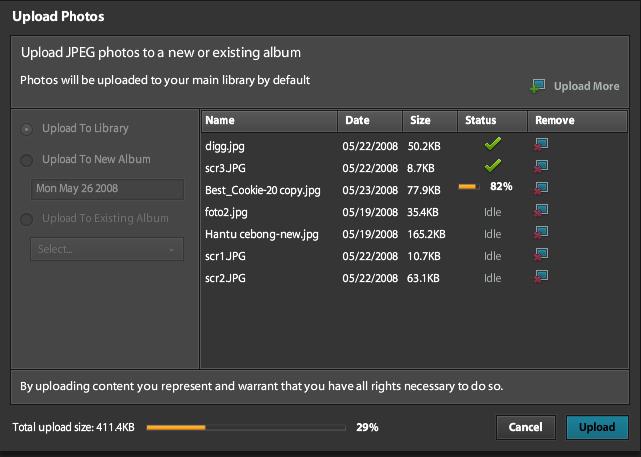 Upload Photos
Upload JPEG photos to a new or existing album
Photos will be uploaded to your main library by default
Upload More
Upload To Library
Upload To New Album
Mon May 26 2008
Upload To Existing Album
Select...
Name Date Size Status Remove
digg.jpg 05/22/2008 50.2KB
scr3.JPG 05/22/2008 8.7KB
Best_Cookie-20 copy.jpg 05/23/2008 77.9KB 82%
foto2.jpg 05/19/2008 35.4KB Idle
Hantu cebong-new.jpg 05/19/2008 165.2KB Idle
scr1.JPG 05/22/2008 10.7KB Idle
scr2.JPG 05/22/2008 63.1KB Idle
By uploading content you represent and warrant that you have all rights necessary to do so.
Total upload size: 411.4KB 29% Cancel Upload